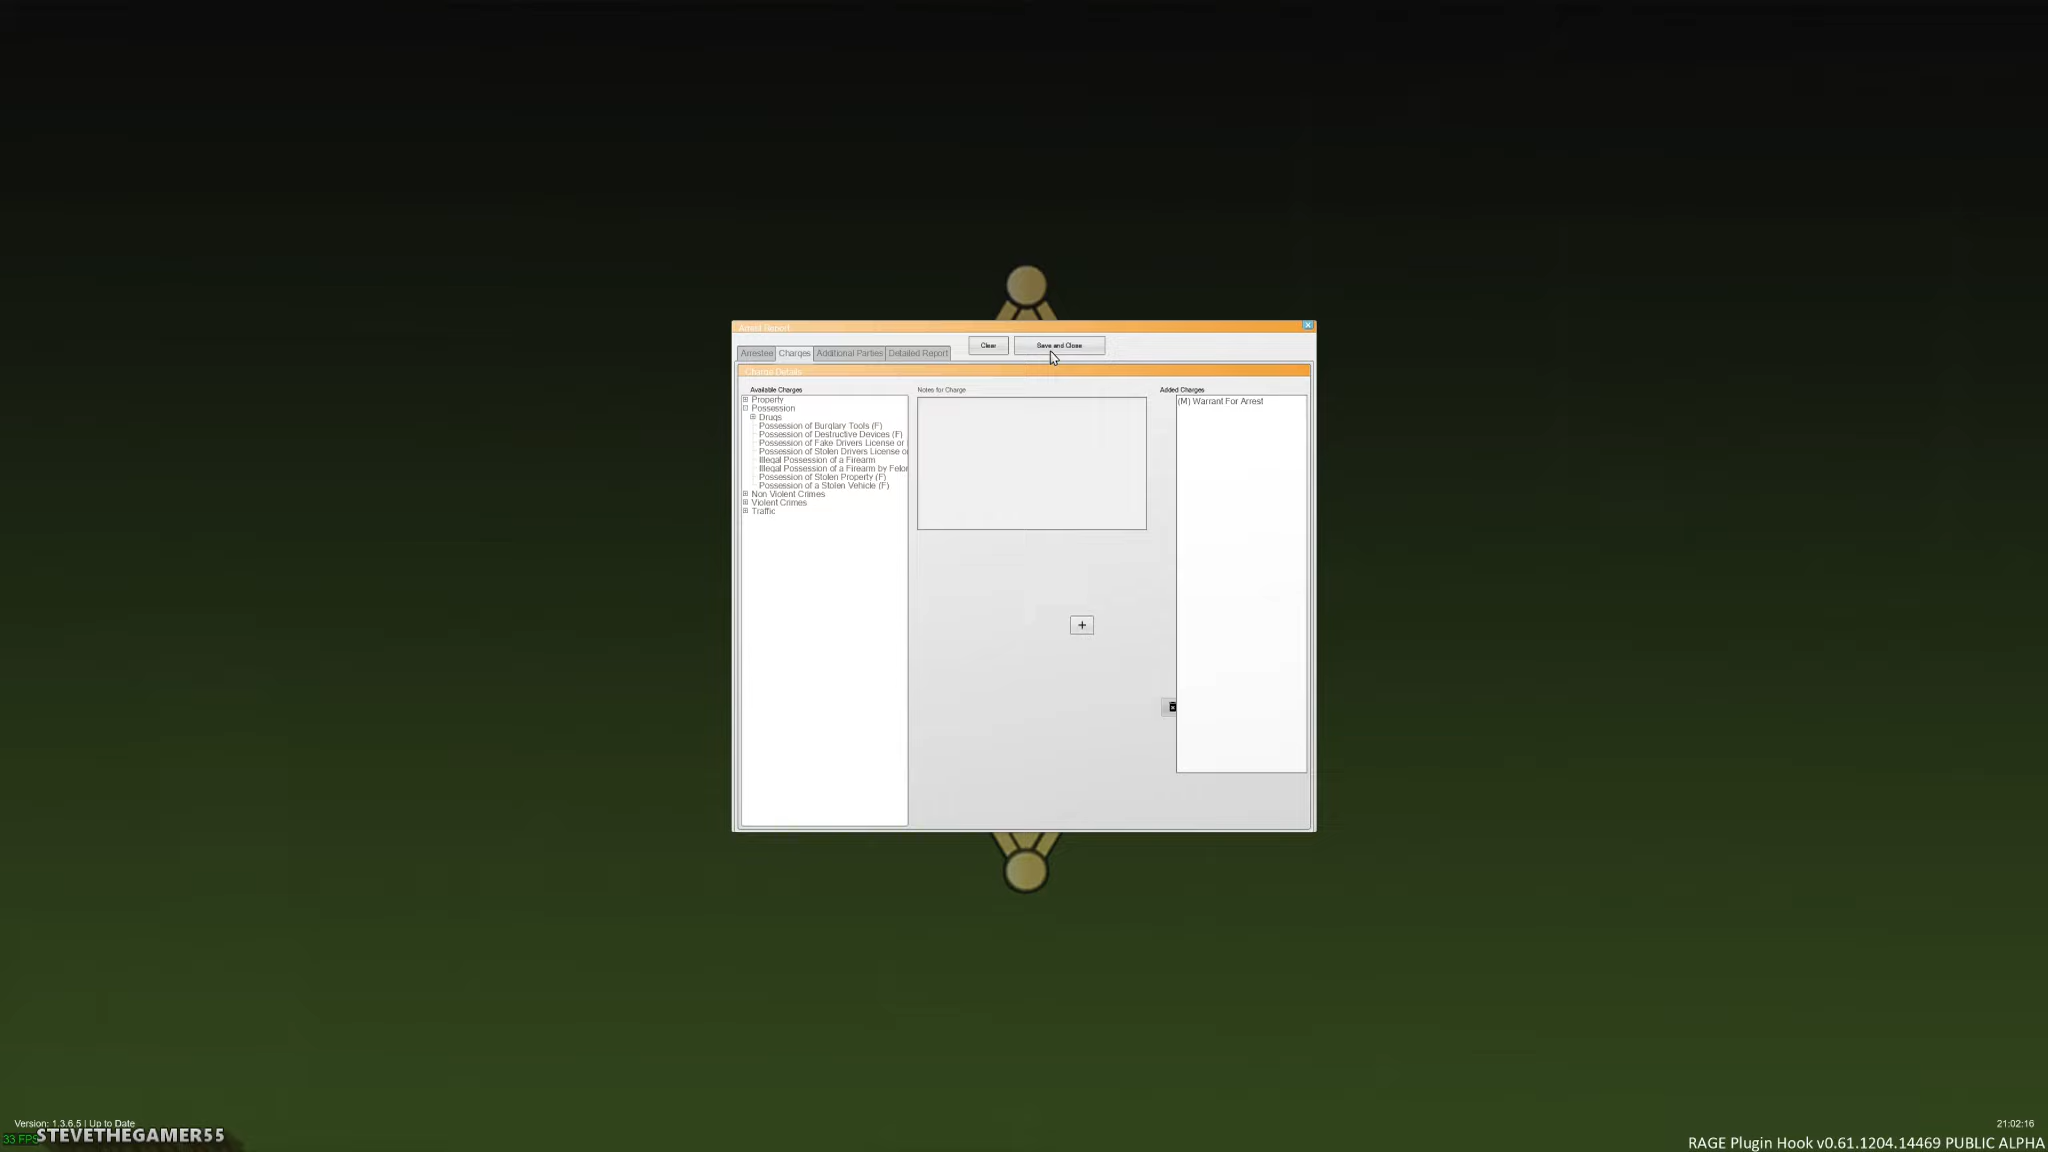 Arrest Report
Clear
Save and Close
Arrestee
Charges
Additional Parties
Detailed Report
Charge Details
Available Charges
Notes for Charge
Added Charges
Property
Possession
Drugs
Possession of Burglary Tools (F)
Possession of Destructive Devices (F)
Possession of Fake Drivers License or
Possession of Stolen Drivers License or
Illegal Possession of a Firearm
Illegal Possession of a Firearm by Felon
Possession of Stolen Property (F)
Possession of a Stolen Vehicle (F)
Non Violent Crimes
Violent Crimes
Traffic
(M) Warrant For Arrest
+
Version: 1.3.6.5 | Up to Date
33 FPS
STEVETHEGAMER55
21:02:16
RAGE Plugin Hook v0.61.1204.14469 PUBLIC ALPHA